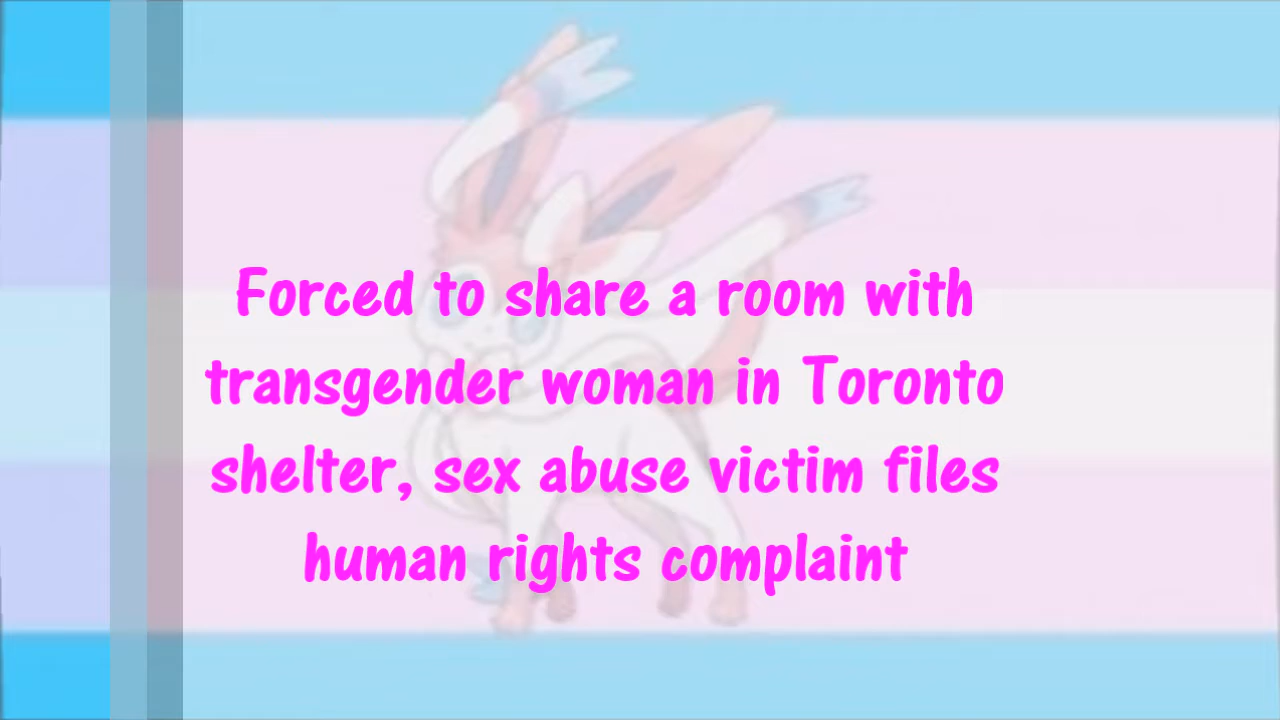 Forced to share a room with
transgender woman in Toronto
shelter, sex abuse victim files
human rights complaint